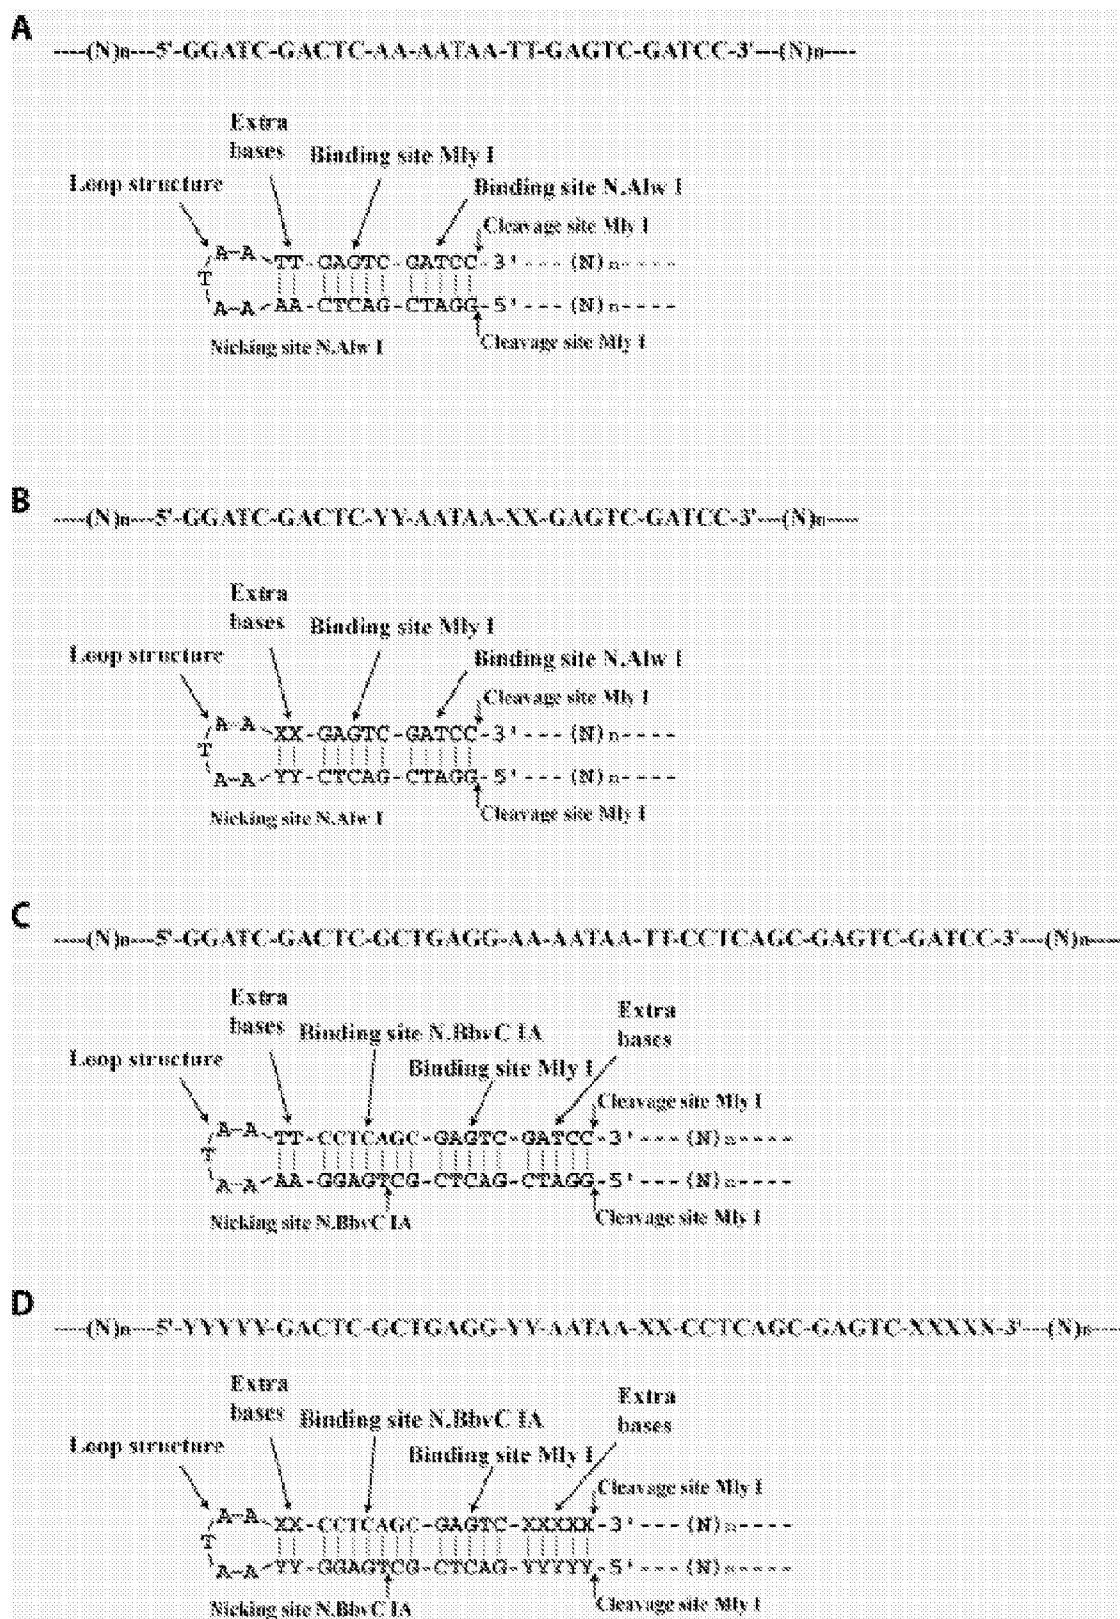 A
----(N)n---5'-GGATC-GACTC-AA-AATAA-TT-GAGTC-GATCC-3'---(N)n----
Extra
bases
Binding site Mly I
Loop structure
Binding site N.Alw I
Cleavage site Mly I
A-A TT-GAGTC-GATCC-3'---(N)n----
T
A-A AA-CTCAG-CTAGG-5'---(N)n----
Nicking site N.Alw I
Cleavage site Mly I
B
----(N)n---5'-GGATC-GACTC-YY-AATAA-XX-GAGTC-GATCC-3'---(N)n----
Extra
bases
Binding site Mly I
Loop structure
Binding site N.Alw I
Cleavage site Mly I
A-A XX-GAGTC-GATCC-3'---(N)n----
T
A-A YY-CTCAG-CTAGG-5'---(N)n----
Nicking site N.Alw I
Cleavage site Mly I
C
----(N)n---5'-GGATC-GACTC-GCTGAGG-AA-AATAA-TT-CCTCAGC-GAGTC-GATCC-3'---(N)n----
Extra
bases
Extra
bases
Binding site N.BbvC IA
Loop structure
Binding site Mly I
Cleavage site Mly I
A-A TT-CCTCAGC-GAGTC-GATCC-3'---(N)n----
T
A-A AA-GGAGTCG-CTCAG-CTAGG-5'---(N)n----
Nicking site N.BbvC IA
Cleavage site Mly I
D
----(N)n---5'-YYYYY-GACTC-GCTGAGG-YY-AATAA-XX-CCTCAGC-GAGTC-XXXXX-3'---(N)n----
Extra
bases
Extra
bases
Binding site N.BbvC IA
Loop structure
Binding site Mly I
Cleavage site Mly I
A-A XX-CCTCAGC-GAGTC-XXXXX-3'---(N)n----
T
A-A YY-GGAGTCG-CTCAG-YYYYY-5'---(N)n----
Nicking site N.BbvC IA
Cleavage site Mly I